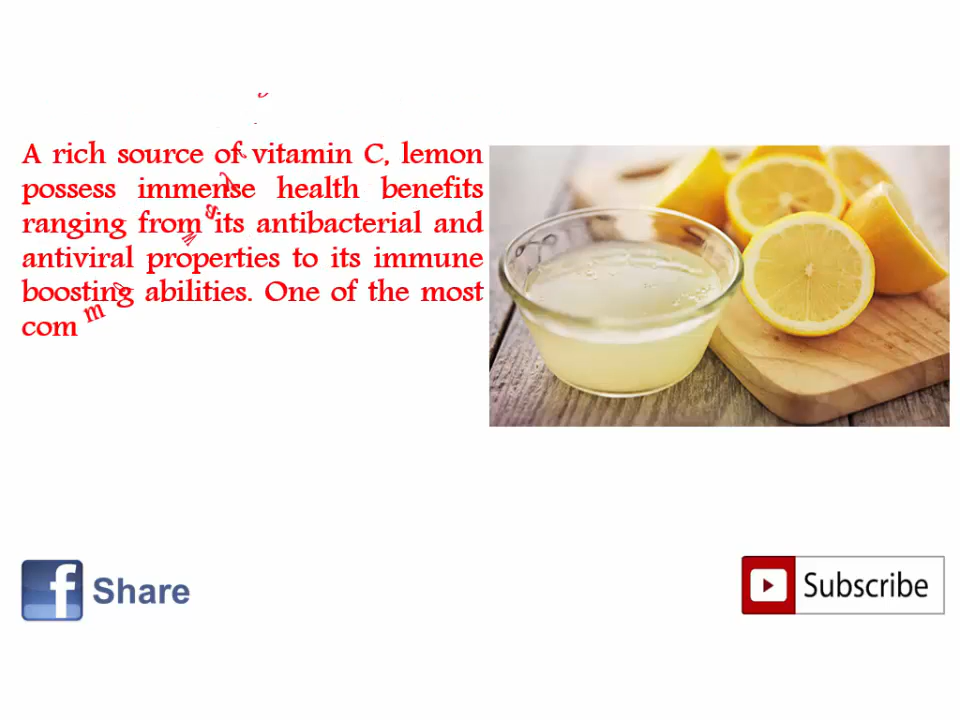 A rich source of vitamin C, lemon
possess immense health benefits
ranging from its antibacterial and
antiviral properties to its immune
boosting abilities. One of the most
com m
f Share
Subscribe